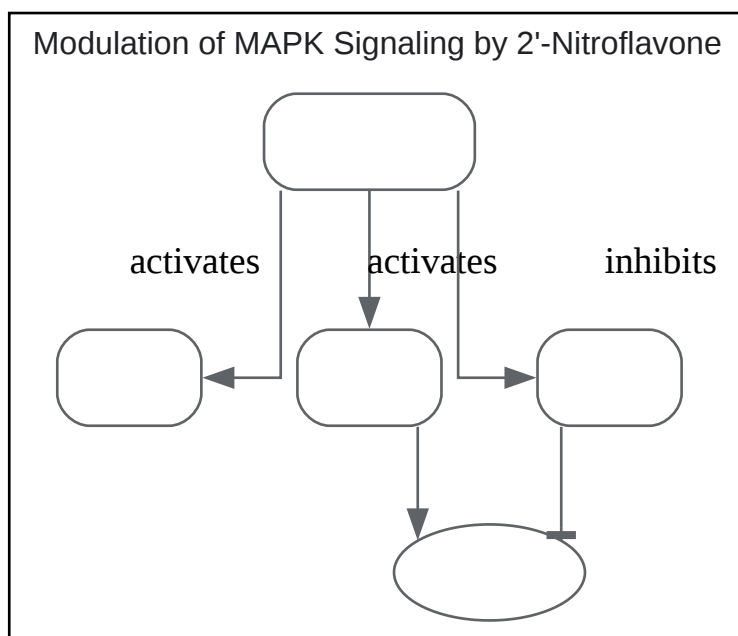 Modulation of MAPK Signaling by 2'-Nitroflavone
activates activates inhibits